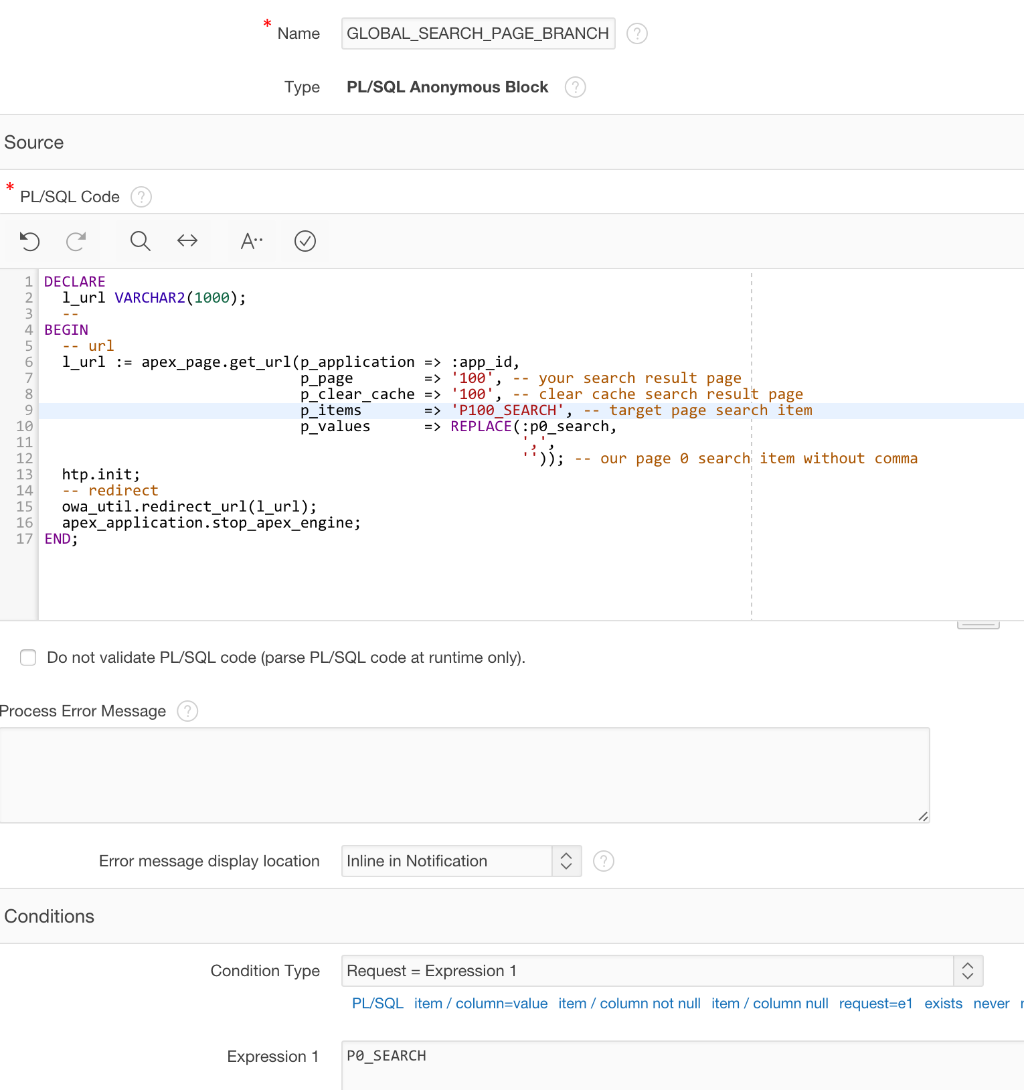 * Name GLOBAL_SEARCH_PAGE_BRANCH ?
Type PL/SQL Anonymous Block ?
Source
* PL/SQL Code ?
A··
1 DECLARE
2   l_url VARCHAR2(1000);
3   --
4 BEGIN
5   -- url
6   l_url := apex_page.get_url(p_application => :app_id,
7                              p_page        => '100', -- your search result page
8                              p_clear_cache => '100', -- clear cache search result page
9                              p_items       => 'P100_SEARCH', -- target page search item
10                              p_values      => REPLACE(:p0_search,
11                                                       ',',
12                                                       '')); -- our page 0 search item without comma
13   htp.init;
14   -- redirect
15   owa_util.redirect_url(l_url);
16   apex_application.stop_apex_engine;
17 END;
Do not validate PL/SQL code (parse PL/SQL code at runtime only).
Process Error Message ?
Error message display location Inline in Notification ?
Conditions
Condition Type Request = Expression 1
PL/SQL item / column=value item / column not null item / column null request=e1 exists never
Expression 1 P0_SEARCH